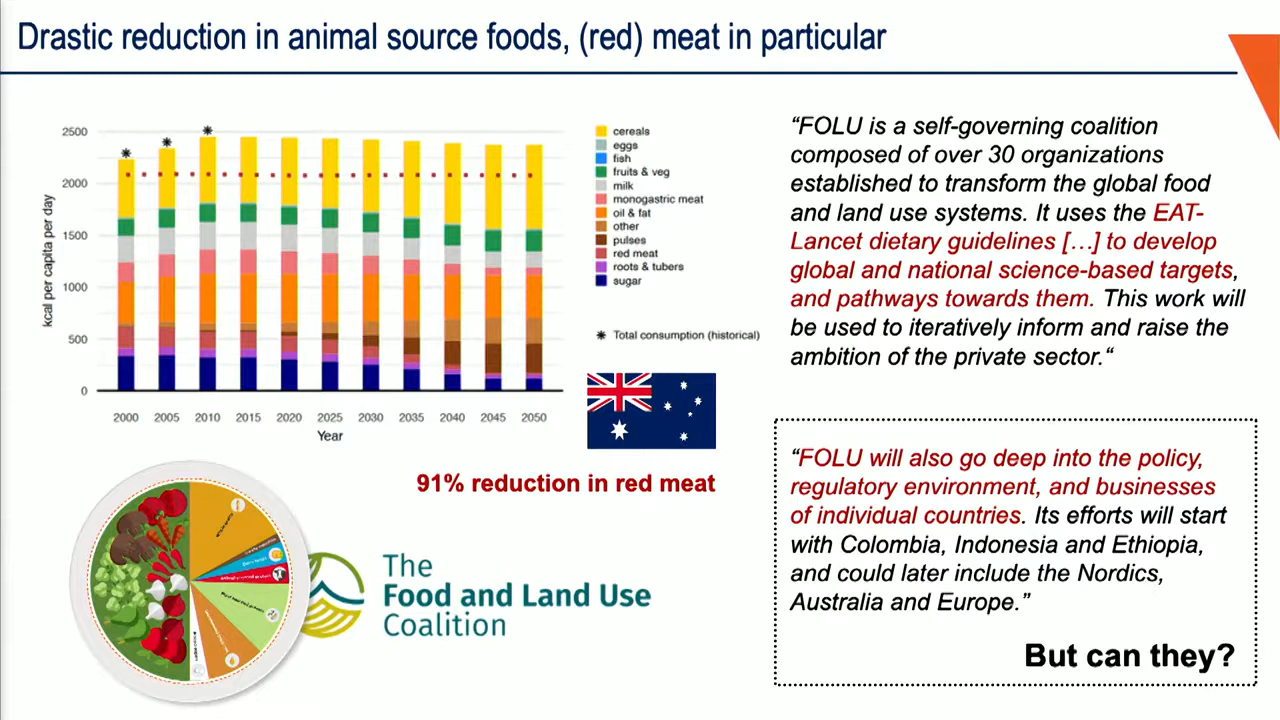 Drastic reduction in animal source foods, (red) meat in particular
kcal per capita per day
2500
2000
1500
1000
500
0
2000 2005 2010 2015 2020 2025 2030 2035 2040 2045 2050
Year
cereals
eggs
fish
fruits & veg
milk
monogastric meat
oil & fat
other
pulses
red meat
roots & tubers
sugar
Total consumption (historical)
91% reduction in red meat
The
Food and Land Use
Coalition
“FOLU is a self-governing coalition
composed of over 30 organizations
established to transform the global food
and land use systems. It uses the EAT-
Lancet dietary guidelines […] to develop
global and national science-based targets,
and pathways towards them. This work will
be used to iteratively inform and raise the
ambition of the private sector.“
“FOLU will also go deep into the policy,
regulatory environment, and businesses
of individual countries. Its efforts will start
with Colombia, Indonesia and Ethiopia,
and could later include the Nordics,
Australia and Europe.”
But can they?